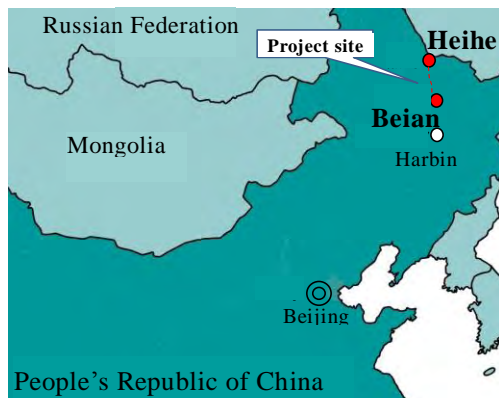 Russian Federation
Heihe
Project site
Beian
Mongolia
Harbin
Beijing
People's Republic of China